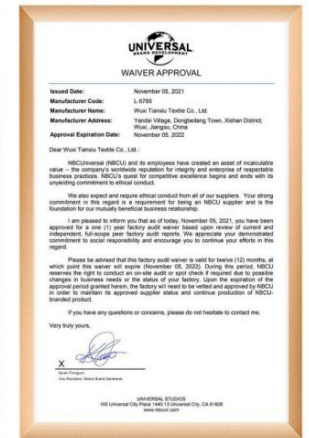 UNIVERSAL
BRAND DEVELOPMENT
WAIVER APPROVAL
Issued Date: November 05, 2021
Manufacturer Code: L-5795
Manufacturer Name: Wuxi Tianxiu Textile Co., Ltd.
Manufacturer Address: Yandai Village, Dongbeitang Town, Xishan District,
Wuxi, Jiangsu, China
Approval Expiration Date: November 05, 2022
Dear Wuxi Tianxiu Textile Co., Ltd.:
NBCUniversal (NBCU) and its employees have created an asset of incalculable
value -- the company's worldwide reputation for integrity and enterprise of respectable
business practices. NBCU's quest for competitive excellence begins and ends with its
unyielding commitment to ethical conduct.
We also expect and require ethical conduct from all of our suppliers. Your strong
commitment in this regard is a requirement for being an NBCU supplier and is the
foundation for our mutually beneficial business relationship.
I am pleased to inform you that as of today, November 05, 2021, you have been
approved for a one (1) year factory audit waiver based upon review of current and
independent, full-scope peer factory audit reports. We appreciate your demonstrated
commitment to social responsibility and encourage you to continue your efforts in this
regard.
Please be advised that this factory audit waiver is valid for twelve (12) months, at
which point this waiver will expire (November 05, 2022). During this period, NBCU
reserves the right to conduct an on-site audit or spot check if required due to possible
changes in business needs or the status of your factory. Upon the expiration of the
approval period granted herein, the factory will need to be vetted and approved by NBCU
in order to maintain its approved supplier status and continue production of NBCU-
branded product.
If you have any questions or concerns, please do not hesitate to contact me.
Very truly yours,
X
Vice President, Global Brand Standards
UNIVERSAL STUDIOS
100 Universal City Plaza 1440-13 Universal City, CA 91608
www.nbcuni.com